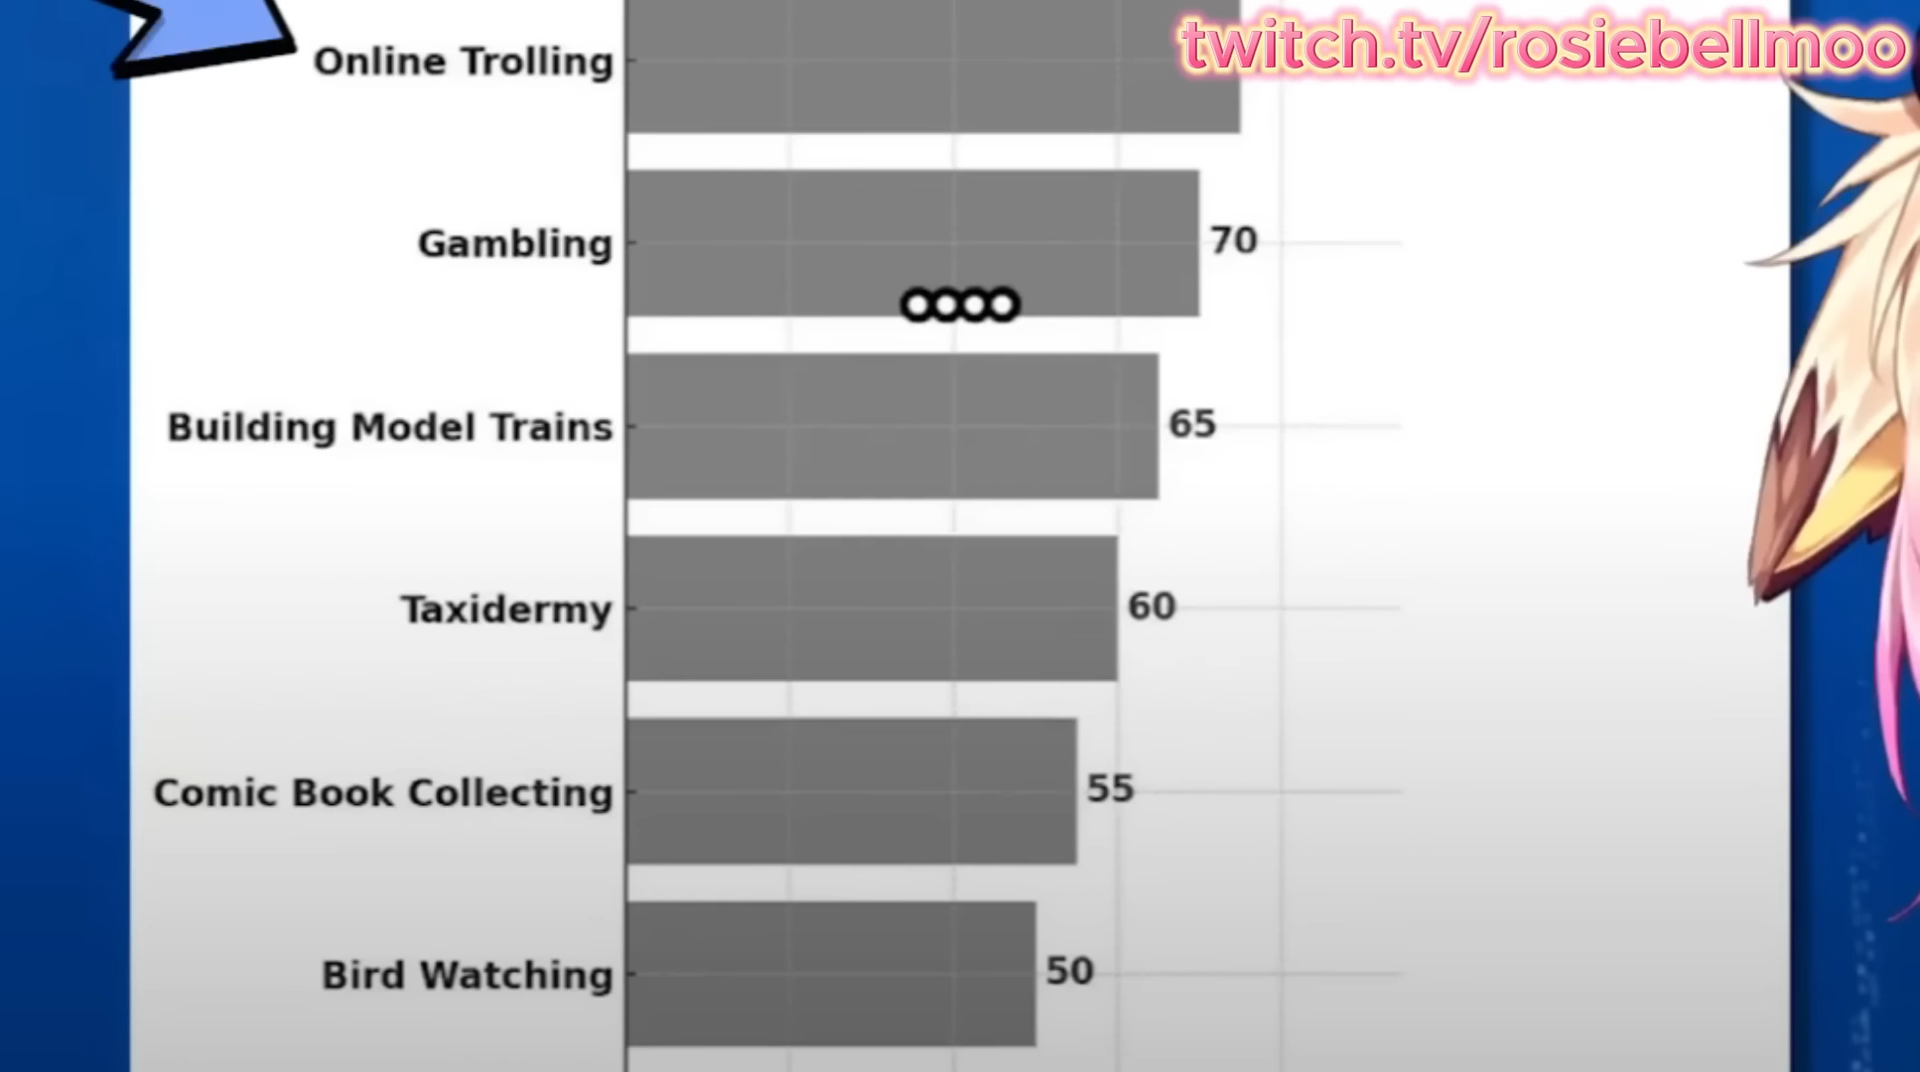 twitch.tv/rosiebellmoo
Online Trolling
Gambling 70
Building Model Trains 65
Taxidermy 60
Comic Book Collecting 55
Bird Watching 50